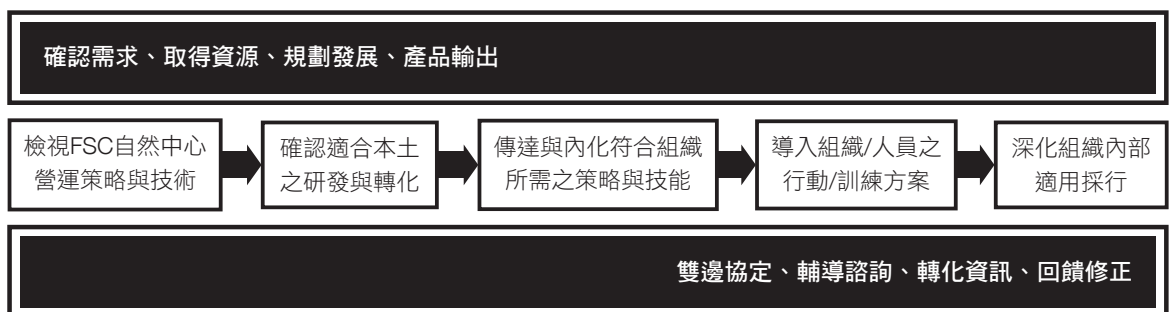 確認需求、取得資源、規劃發展、產品輸出
檢視FSC自然中心
營運策略與技術
確認適合本土
之研發與轉化
傳達與內化符合組織
所需之策略與技能
導入組織/人員之
行動/訓練方案
深化組織內部
適用採行
雙邊協定、輔導諮詢、轉化資訊、回饋修正